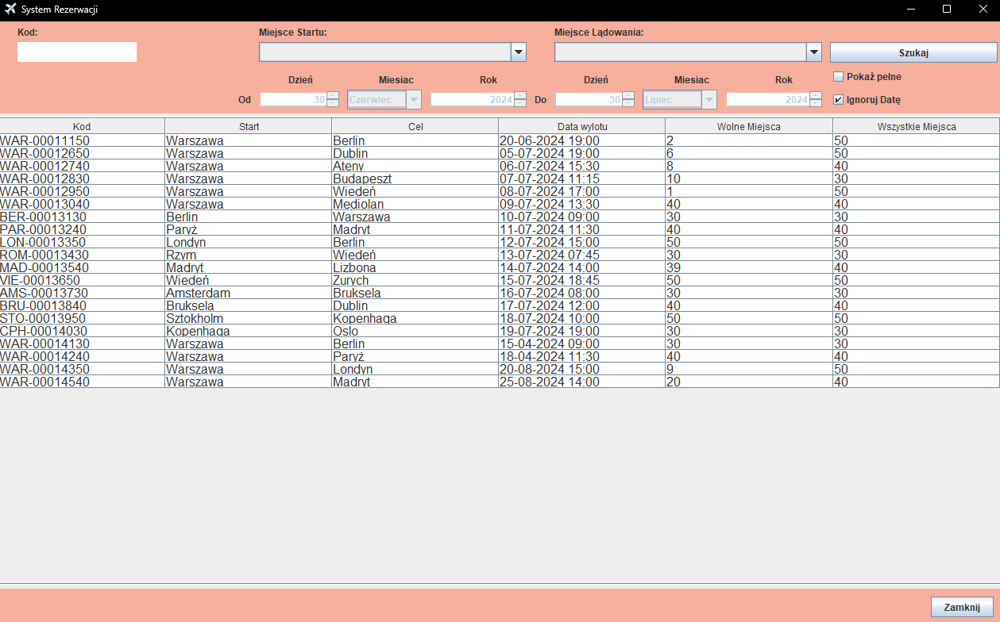 System Rezerwacji
Kod: Miejsce Startu: Miejsce Lądowania:
Szukaj
Dzień Miesiac Rok Dzień Miesiac Rok Pokaż pełne
Od 30 Czerwiec 2024 Do 30 Lipiec 2024 Ignoruj Datę
Kod Start Cel Data wylotu Wolne Miejsca Wszystkie Miejsca
WAR-00011150 Warszawa Berlin 20-06-2024 19:00 2 50
WAR-00012650 Warszawa Dublin 05-07-2024 19:00 6 50
WAR-00012740 Warszawa Ateny 06-07-2024 15:30 8 40
WAR-00012830 Warszawa Budapeszt 07-07-2024 11:15 10 30
WAR-00012950 Warszawa Wiedeń 08-07-2024 17:00 1 50
WAR-00013040 Warszawa Mediolan 09-07-2024 13:30 40 40
BER-00013130 Berlin Warszawa 10-07-2024 09:00 30 30
PAR-00013240 Paryż Madryt 11-07-2024 11:30 40 40
LON-00013350 Londyn Berlin 12-07-2024 15:00 50 50
ROM-00013430 Rzym Wiedeń 13-07-2024 07:45 30 30
MAD-00013540 Madryt Lizbona 14-07-2024 14:00 39 40
VIE-00013650 Wiedeń Zurych 15-07-2024 18:45 50 50
AMS-00013730 Amsterdam Bruksela 16-07-2024 08:00 30 30
BRU-00013840 Bruksela Dublin 17-07-2024 12:00 40 40
STO-00013950 Sztokholm Kopenhaga 18-07-2024 10:00 50 50
CPH-00014030 Kopenhaga Oslo 19-07-2024 19:00 30 30
WAR-00014130 Warszawa Berlin 15-04-2024 09:00 30 30
WAR-00014240 Warszawa Paryż 18-04-2024 11:30 40 40
WAR-00014350 Warszawa Londyn 20-08-2024 15:00 9 50
WAR-00014540 Warszawa Madryt 25-08-2024 14:00 20 40
Zamknij